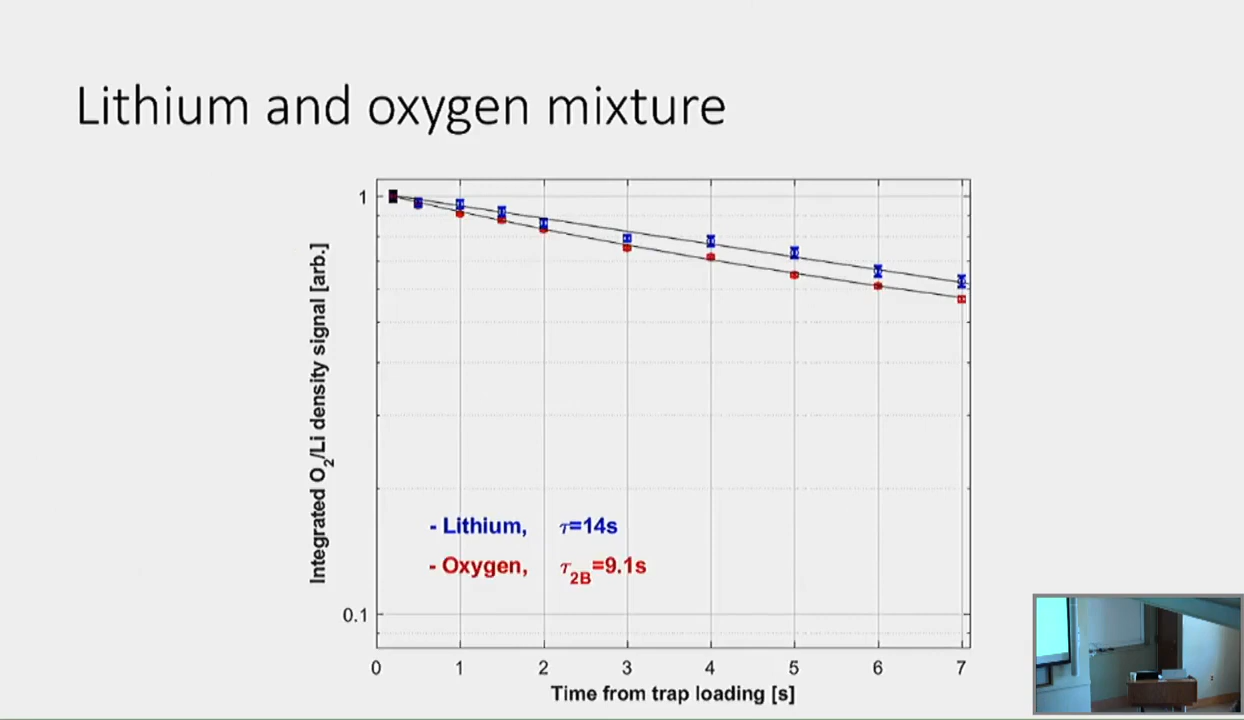 Lithium and oxygen mixture
1
0.1
Integrated O2/Li density signal [arb.]
- Lithium, τ=14s
- Oxygen, τ2B=9.1s
0 1 2 3 4 5 6 7
Time from trap loading [s]